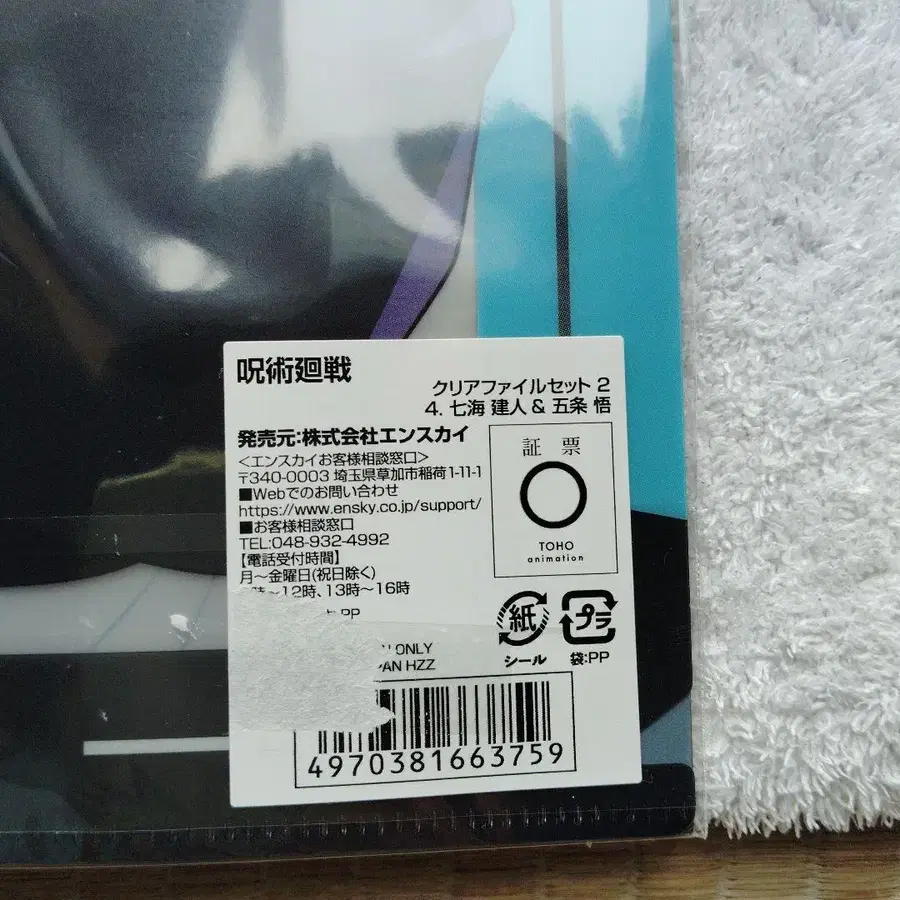 呪術廻戦
クリアファイルセット 2
4. 七海 建人 & 五条 悟
発売元:株式会社エンスカイ
<エンスカイお客様相談窓口>
〒340-0003 埼玉県草加市稲荷 1-11-1
■Webでのお問い合わせ
https://www.ensky.co.jp/support/
■お客様相談窓口
TEL:048-932-4992
【電話受付時間】
月~金曜日(祝日除く)
~12時、13時~16時
PP
証 票
TOHO
animation
紙
シール
プラ
袋:PP
ONLY
HZZ
4970381663759